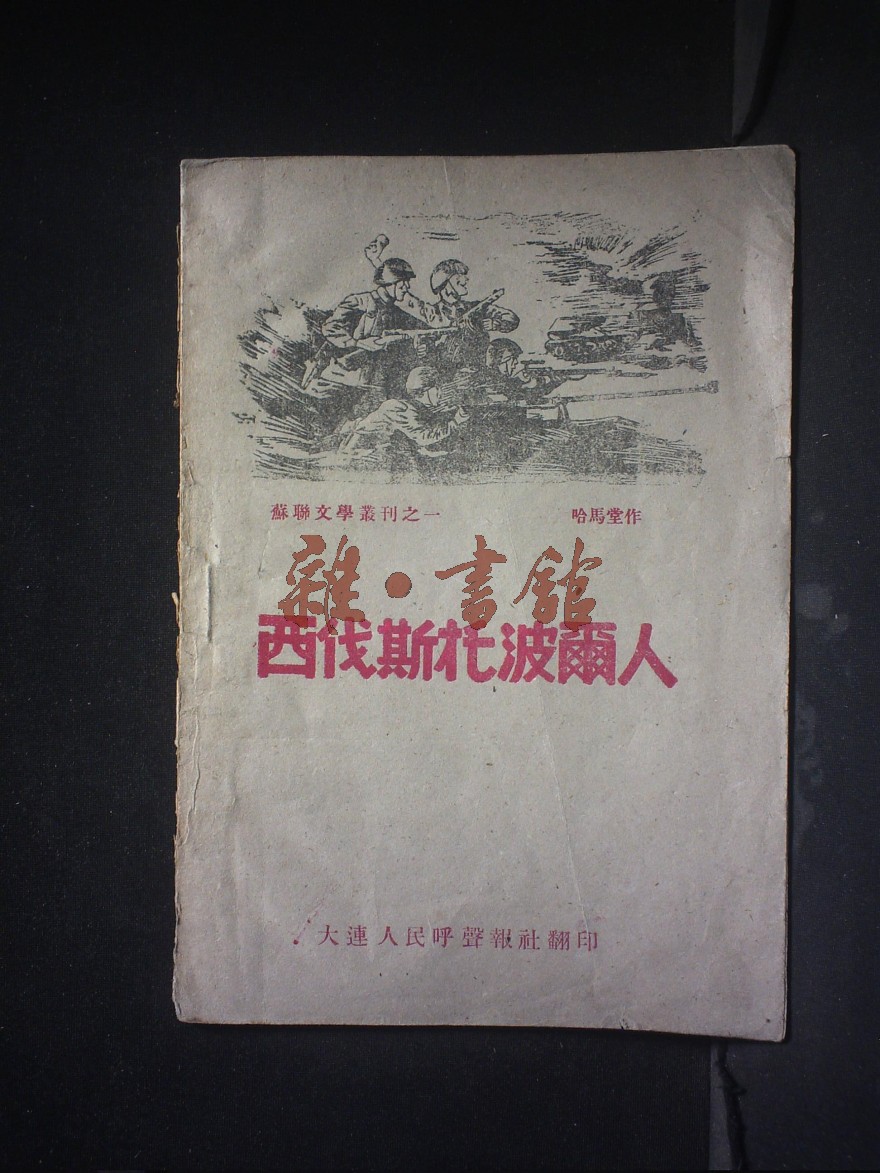 蘇聯文學叢刊之一
哈馬堂作
雜·書館
西伐斯托波爾人
大連人民呼聲報社翻印